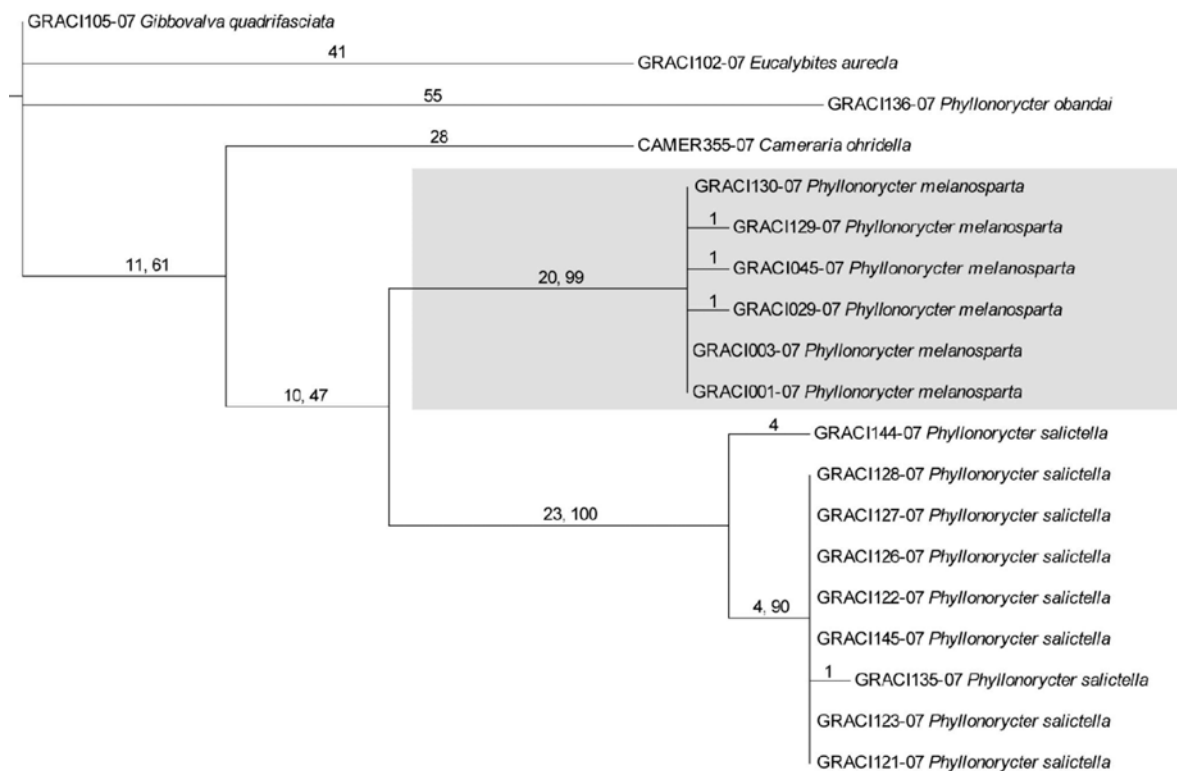 GRACI105-07 Gibbovalva quadrifasciata
41
GRACI102-07 Eucalybites aurecla
55
GRACI136-07 Phyllonorycter obandai
28
CAMER355-07 Cameraria ohridella
GRACI130-07 Phyllonorycter melanosparta
1
GRACI129-07 Phyllonorycter melanosparta
11, 61
1
GRACI045-07 Phyllonorycter melanosparta
20, 99
1
GRACI029-07 Phyllonorycter melanosparta
GRACI003-07 Phyllonorycter melanosparta
10, 47
GRACI001-07 Phyllonorycter melanosparta
4
GRACI144-07 Phyllonorycter salictella
GRACI128-07 Phyllonorycter salictella
23, 100
GRACI127-07 Phyllonorycter salictella
GRACI126-07 Phyllonorycter salictella
4, 90
GRACI122-07 Phyllonorycter salictella
GRACI145-07 Phyllonorycter salictella
1
GRACI135-07 Phyllonorycter salictella
GRACI123-07 Phyllonorycter salictella
GRACI121-07 Phyllonorycter salictella